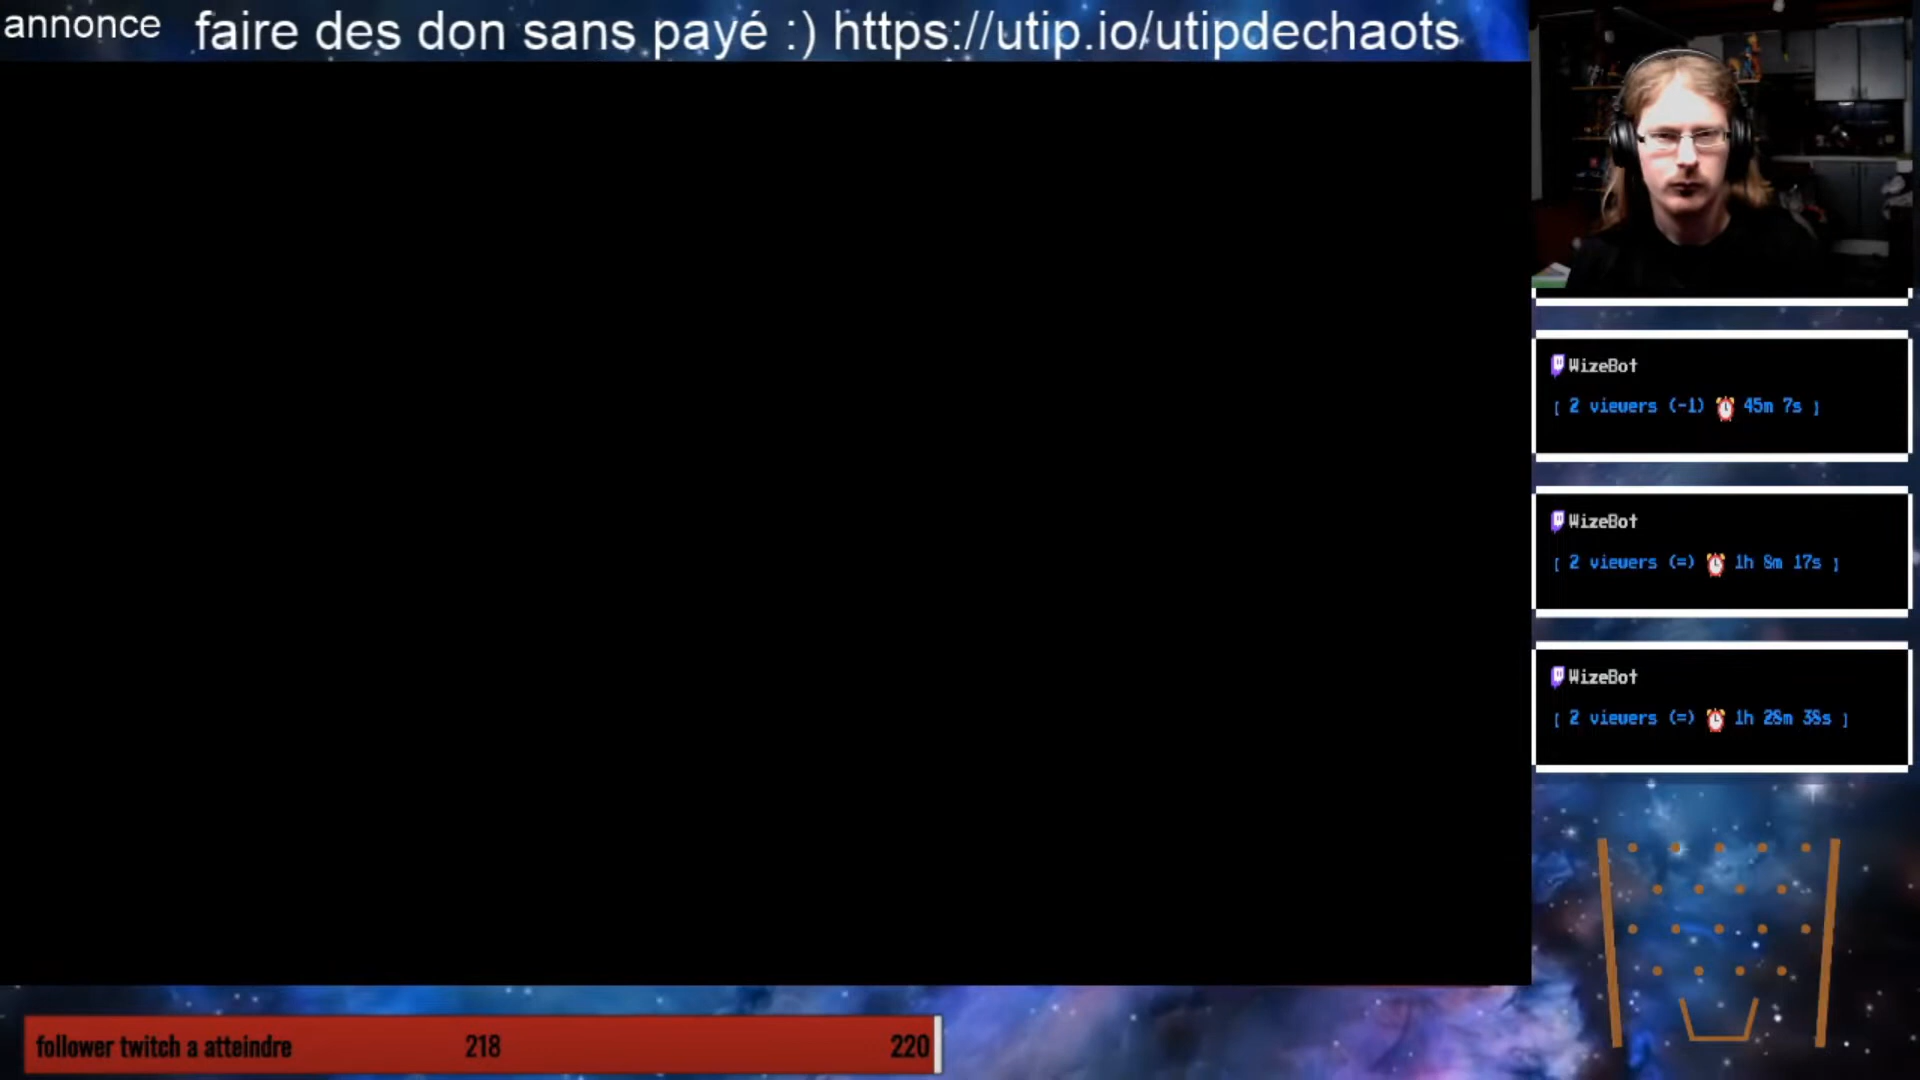 annonce faire des don sans payé :) https://utip.io/utipdechaots
WizeBot
[ 2 viewers (-1) ⏰ 45m 7s ]
WizeBot
[ 2 viewers (=) ⏰ 1h 8m 17s ]
WizeBot
[ 2 viewers (=) ⏰ 1h 28m 38s ]
follower twitch a atteindre 218 220